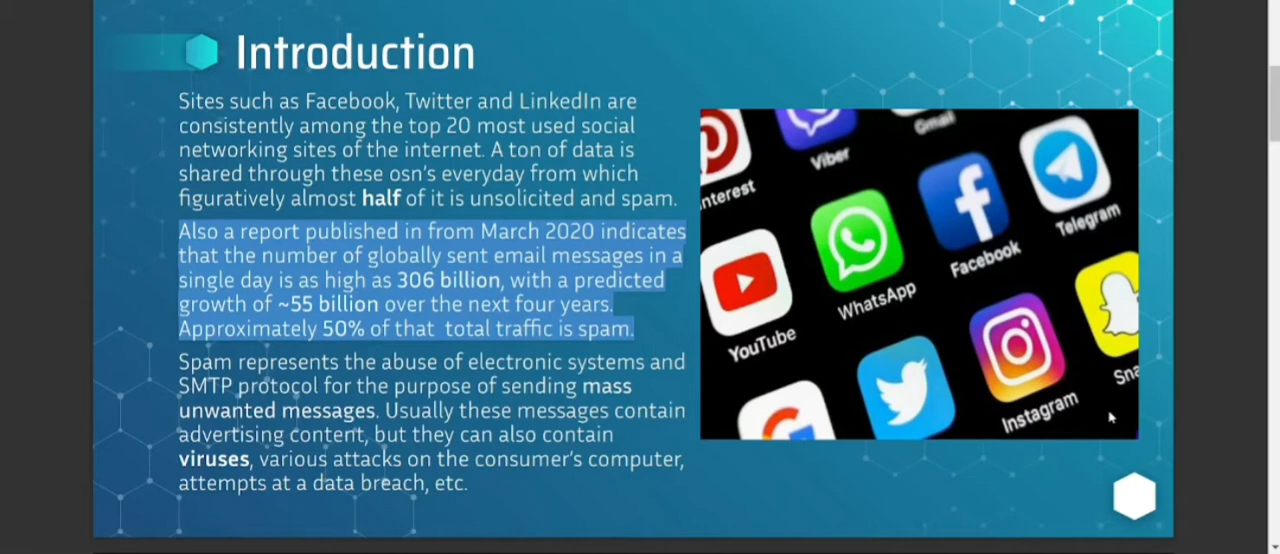 Introduction
Sites such as Facebook, Twitter and LinkedIn are
consistently among the top 20 most used social
networking sites of the internet. A ton of data is
shared through these osn's everyday from which
figuratively almost half of it is unsolicited and spam.
Also a report published in from March 2020 indicates
that the number of globally sent email messages in a
single day is as high as 306 billion, with a predicted
growth of ~55 billion over the next four years.
Approximately 50% of that total traffic is spam.
Spam represents the abuse of electronic systems and
SMTP protocol for the purpose of sending mass
unwanted messages. Usually these messages contain
advertising content, but they can also contain
viruses, various attacks on the consumer's computer,
attempts at a data breach, etc.
nterest
Viber
Gmail
YouTube
WhatsApp
Facebook
Telegram
Instagram
Sna